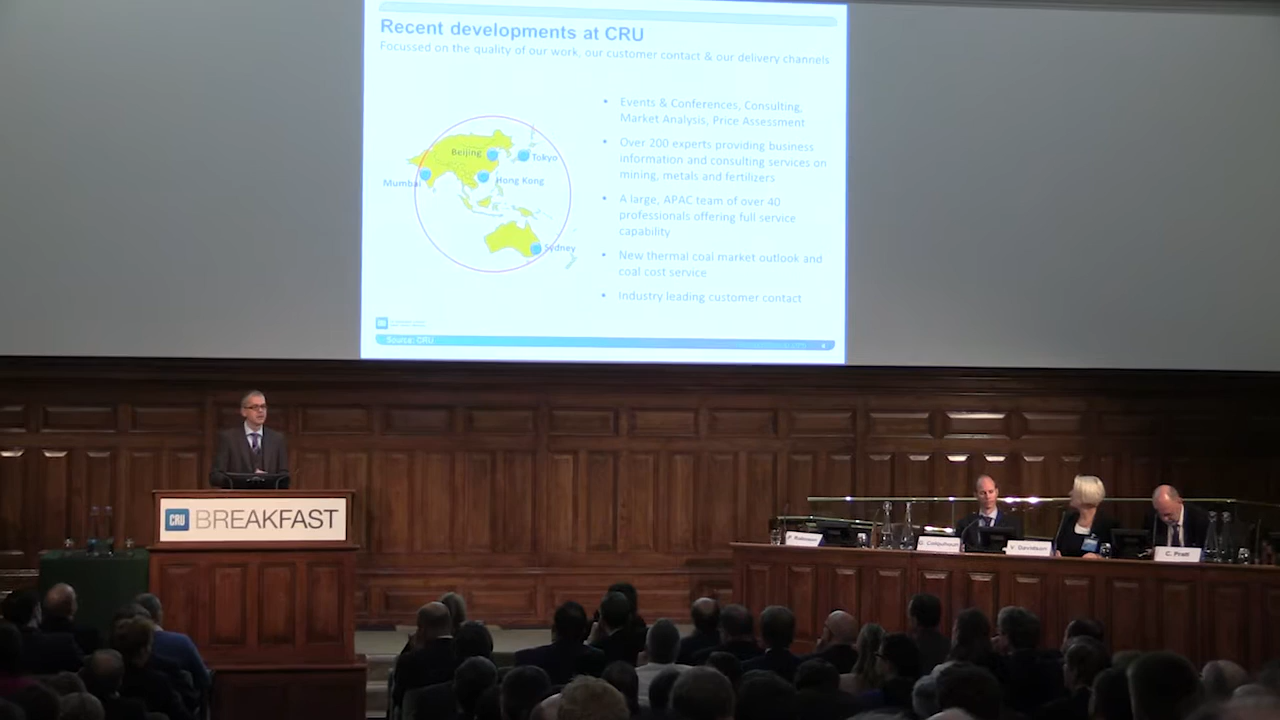 Recent developments at CRU
Focussed on the quality of our work, our customer contact & our delivery channels
Beijing
Tokyo
Mumbai
Hong Kong
Sydney
• Events & Conferences, Consulting,
Market Analysis, Price Assessment
• Over 200 experts providing business
information and consulting services on
mining, metals and fertilizers
• A large, APAC team of over 40
professionals offering full service
capability
• New thermal coal market outlook and
coal cost service
• Industry leading customer contact
Source: CRU
4
CRU BREAKFAST
P. Robinson
V. Davidson
C. Pratt